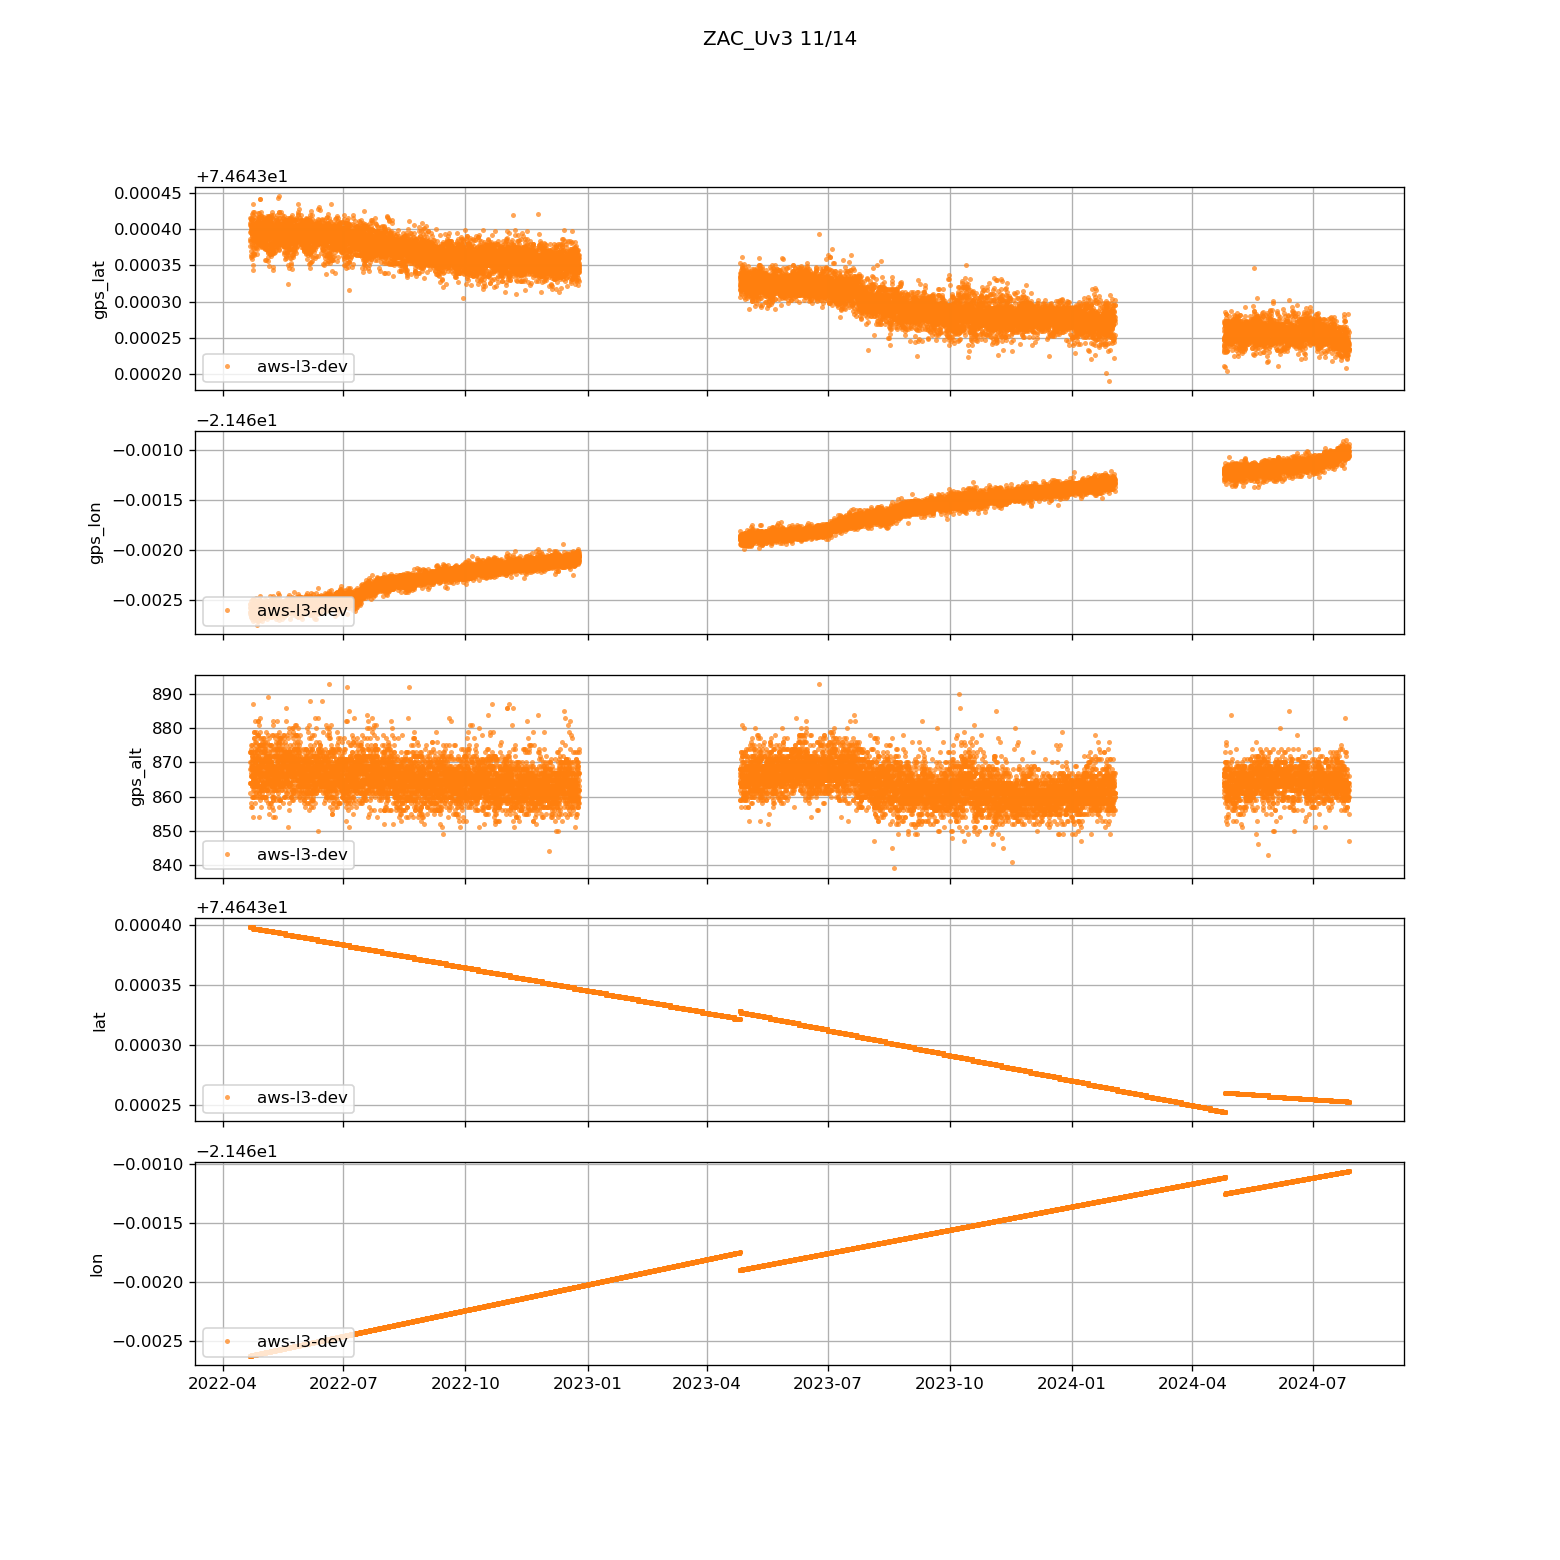 ZAC_Uv3 11/14
+7.4643e1
0.00045
0.00040
0.00035
0.00030
0.00025
0.00020
gps_lat
aws-l3-dev
−2.146e1
−0.0010
−0.0015
−0.0020
−0.0025
gps_lon
aws-l3-dev
890
880
870
860
850
840
gps_alt
aws-l3-dev
+7.4643e1
0.00040
0.00035
0.00030
0.00025
lat
aws-l3-dev
−2.146e1
−0.0010
−0.0015
−0.0020
−0.0025
lon
aws-l3-dev
2022-04 2022-07 2022-10 2023-01 2023-04 2023-07 2023-10 2024-01 2024-04 2024-07